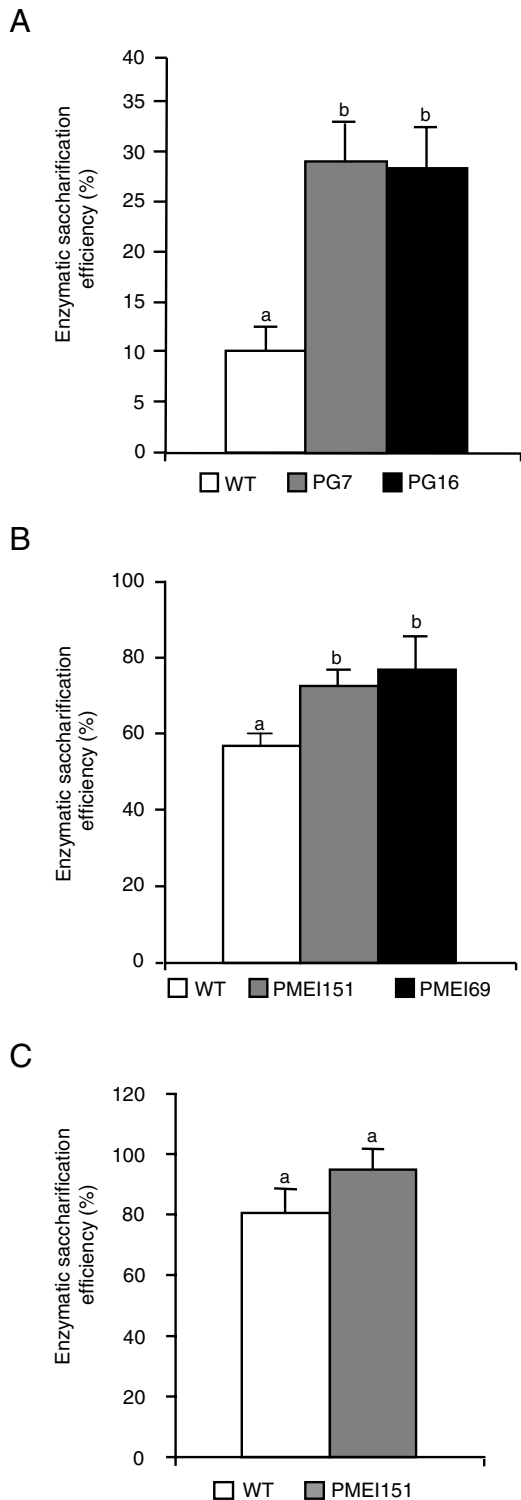 A
Enzymatic saccharification
efficiency (%)
40
35
30
25
20
15
10
5
0
a
b
b
WT PG7 PG16
B
Enzymatic saccharification
efficiency (%)
100
80
60
40
20
0
a
b
b
WT PMEI151 PMEI69
C
Enzymatic saccharification
efficiency (%)
120
100
80
60
40
20
0
a
a
WT PMEI151